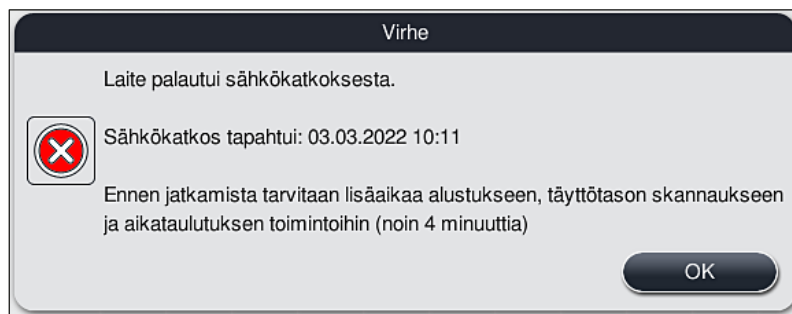 Virhe
Laite palautui sähkökatkoksesta.
Sähkökatkos tapahtui: 03.03.2022 10:11
Ennen jatkamista tarvitaan lisäaikaa alustukseen, täyttötason skannaukseen
ja aikataulutuksen toimintoihin (noin 4 minuuttia)
OK